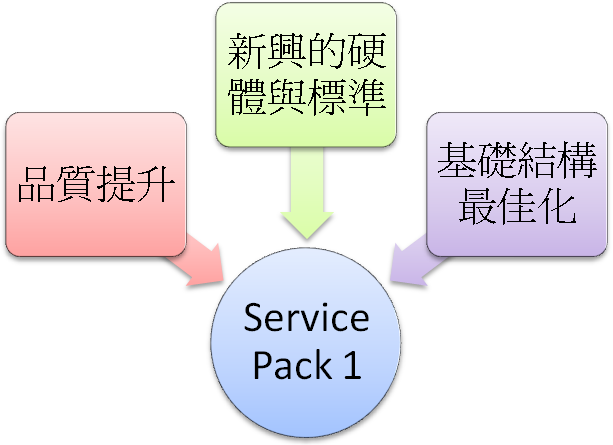 新興的硬
體與標準
品質提升
基礎結構
最佳化
Service
Pack 1